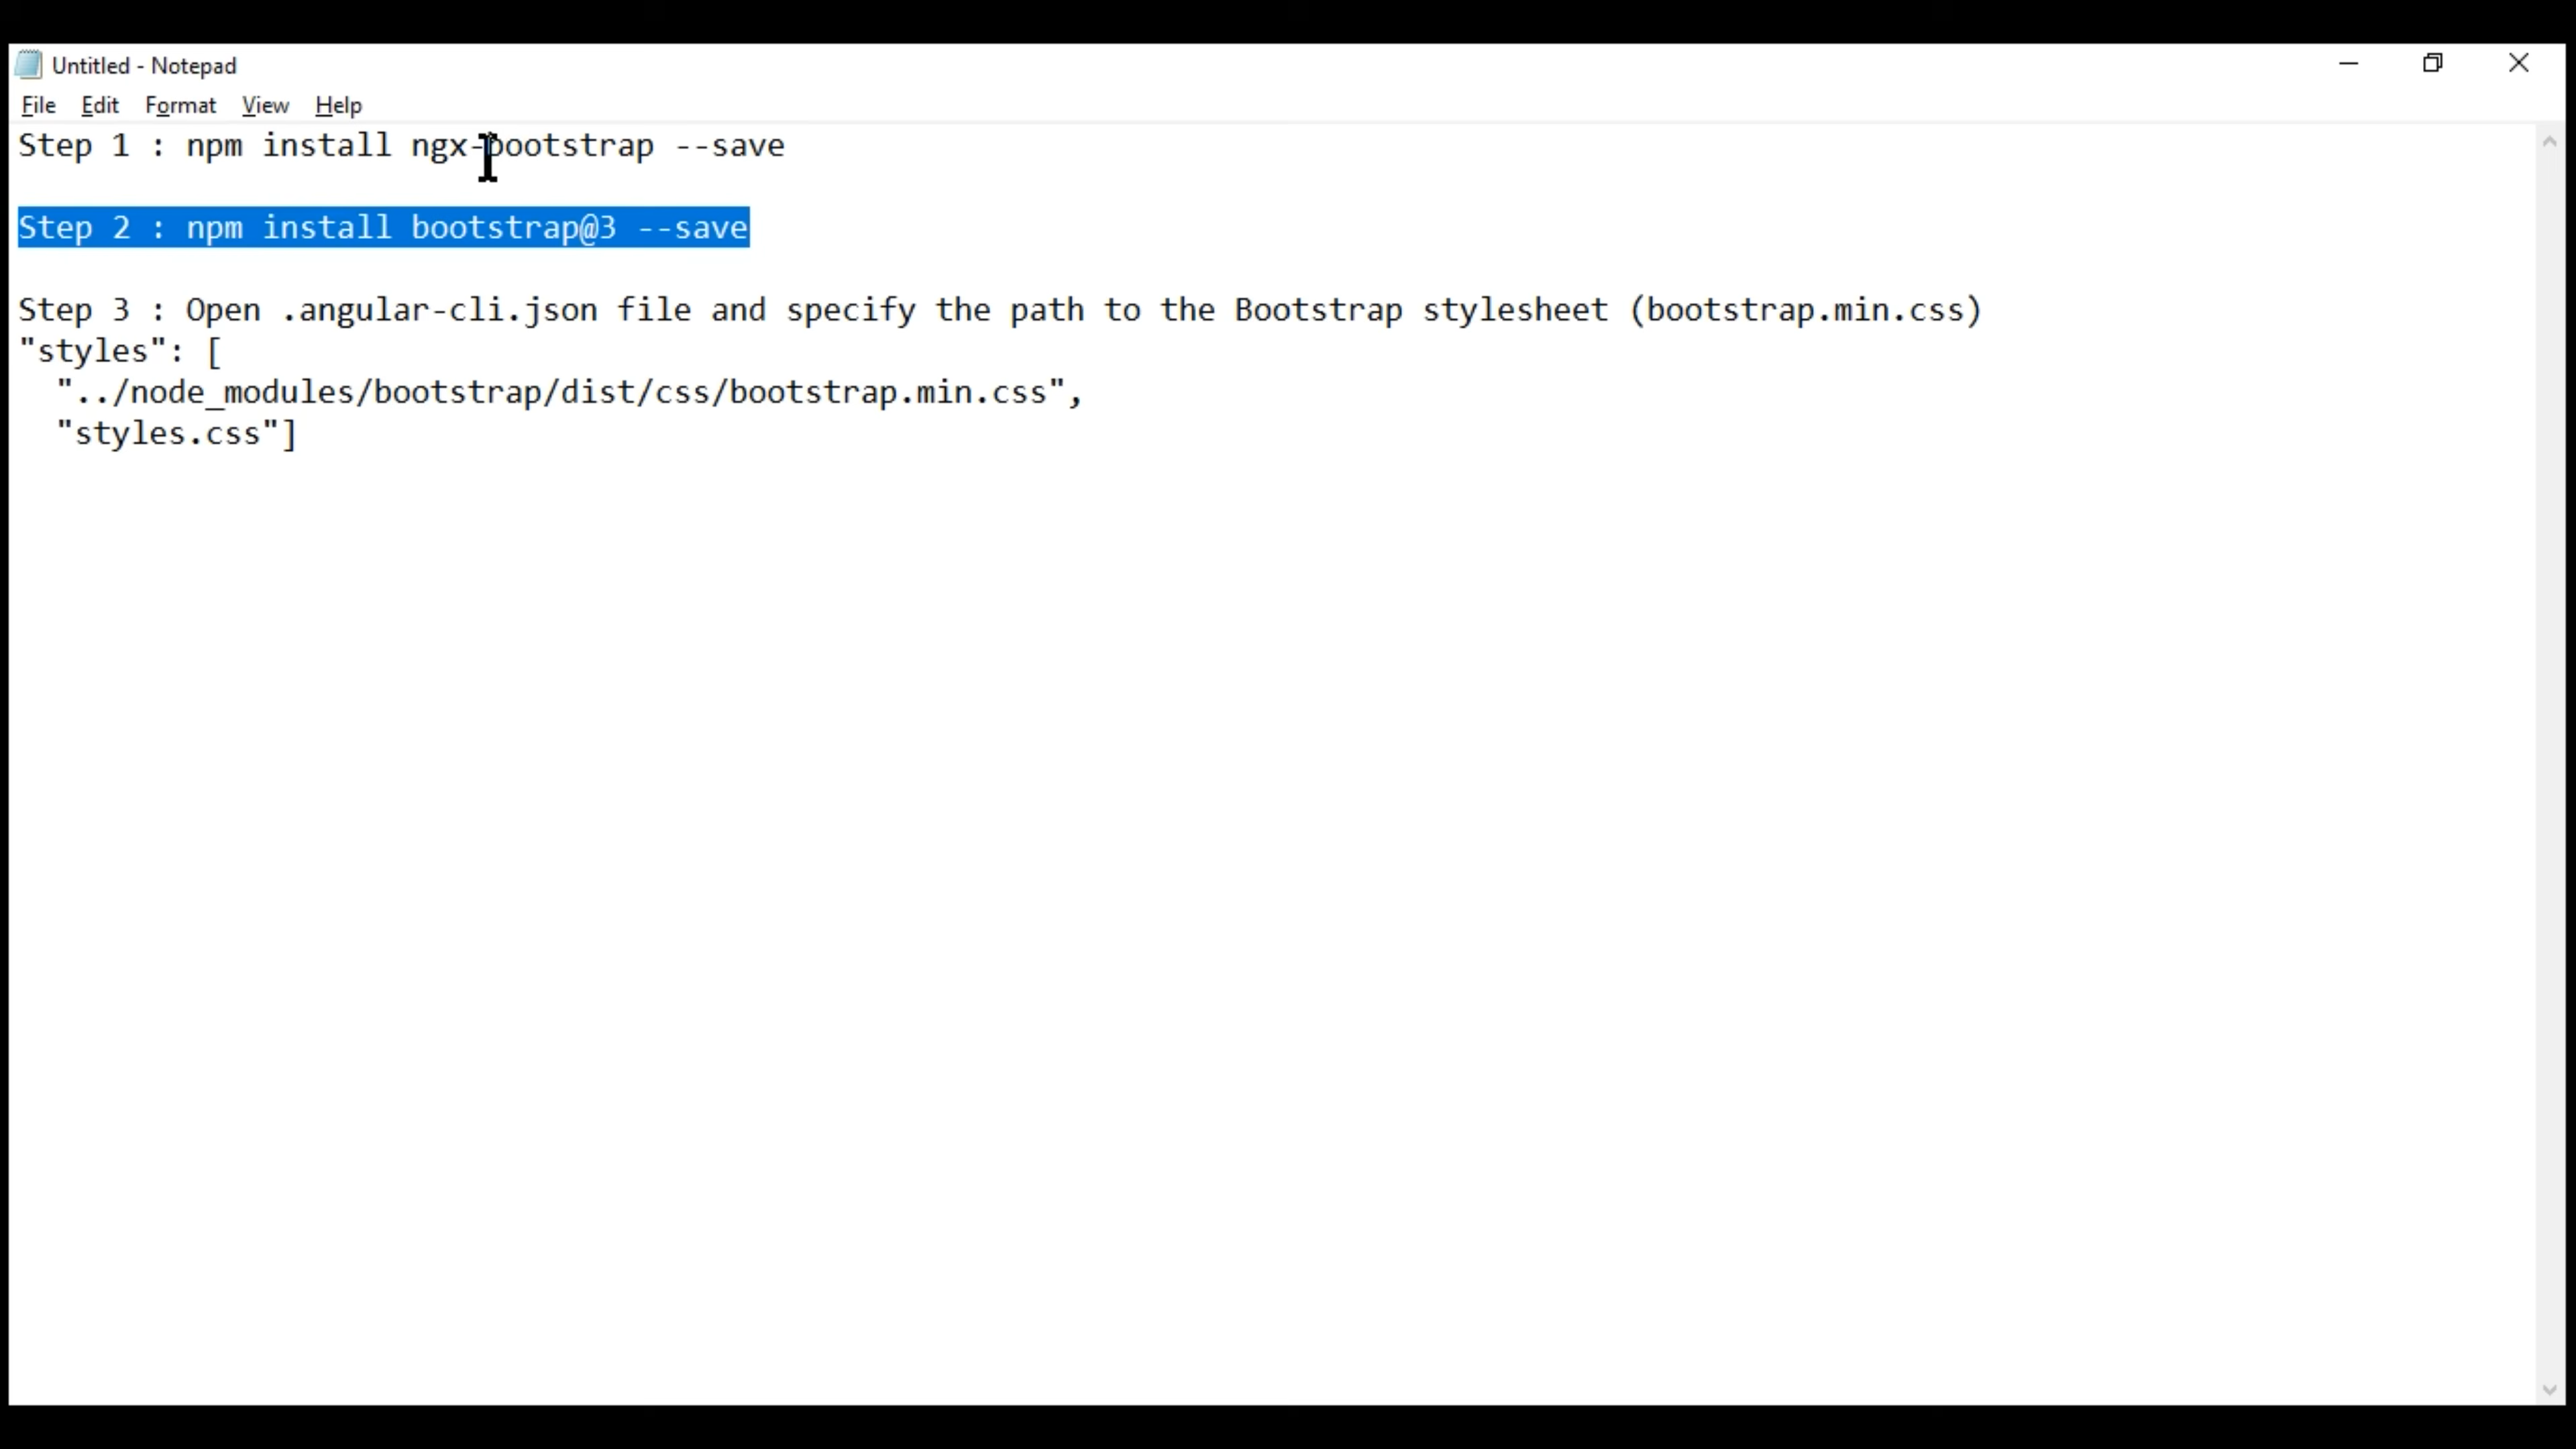 Untitled - Notepad
File Edit Format View Help
Step 1 : npm install ngx-bootstrap --save
Step 2 : npm install bootstrap@3 --save
Step 3 : Open .angular-cli.json file and specify the path to the Bootstrap stylesheet (bootstrap.min.css)
"styles": [
"../node_modules/bootstrap/dist/css/bootstrap.min.css",
"styles.css"]